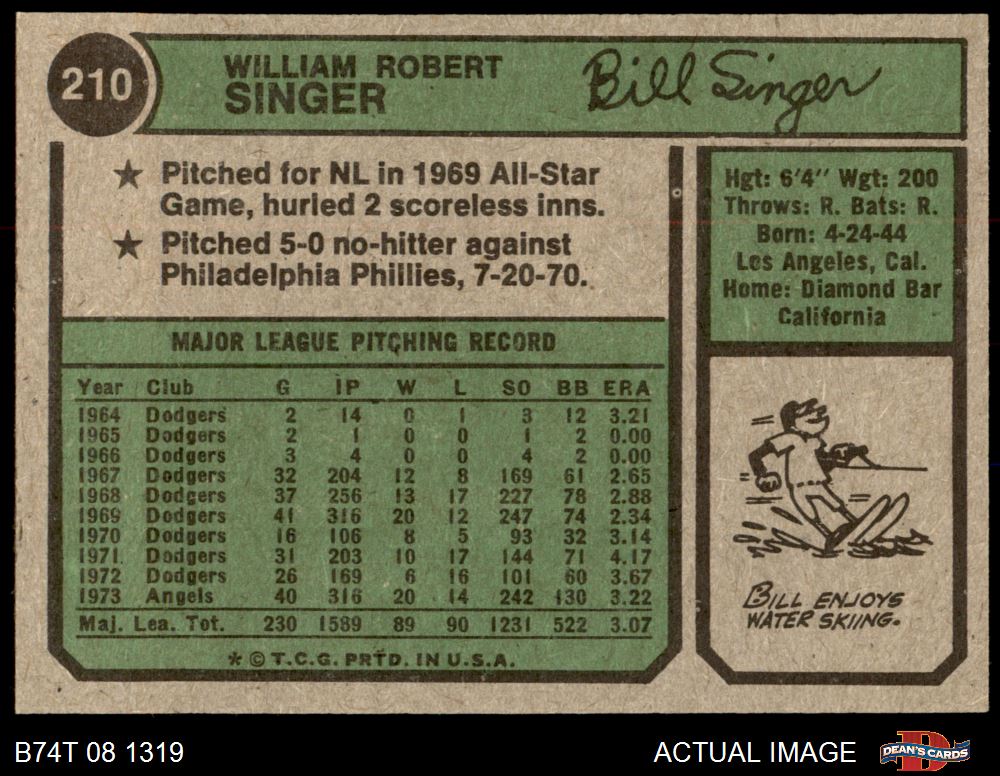 210
WILLIAM ROBERT
SINGER
Bill Singer
★ Pitched for NL in 1969 All-Star
Game, hurled 2 scoreless inns.
★ Pitched 5-0 no-hitter against
Philadelphia Phillies, 7-20-70.
Hgt: 6'4" Wgt: 200
Throws: R. Bats: R.
Born: 4-24-44
Los Angeles, Cal.
Home: Diamond Bar
California
MAJOR LEAGUE PITCHING RECORD
Year Club G IP W L SO BB ERA
1964 Dodgers 2 14 0 1 3 12 3.21
1965 Dodgers 2 1 0 0 1 2 0.00
1966 Dodgers 3 4 0 0 4 2 0.00
1967 Dodgers 32 204 12 8 169 61 2.65
1968 Dodgers 37 256 13 17 227 78 2.88
1969 Dodgers 41 316 20 12 247 74 2.34
1970 Dodgers 16 106 8 5 93 32 3.14
1971 Dodgers 31 203 10 17 144 71 4.17
1972 Dodgers 26 169 6 16 101 60 3.67
1973 Angels 40 316 20 14 242 130 3.22
Maj. Lea. Tot. 230 1589 89 90 1231 522 3.07
* © T.C.G. PRTD. IN U.S.A.
BILL ENJOYS
WATER SKIING.
B74T 08 1319
ACTUAL IMAGE
D
DEAN'S CARDS